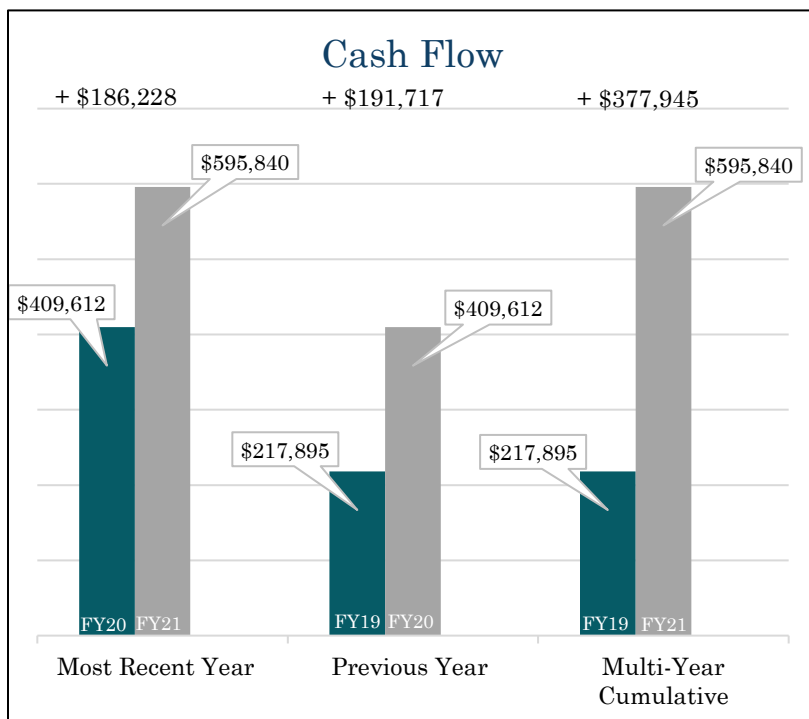 Cash Flow
+ $186,228
+ $191,717
+ $377,945
$595,840
$595,840
$409,612
$409,612
$217,895
$217,895
FY20
FY21
FY19
FY20
FY19
FY21
Most Recent Year
Previous Year
Multi-Year
Cumulative